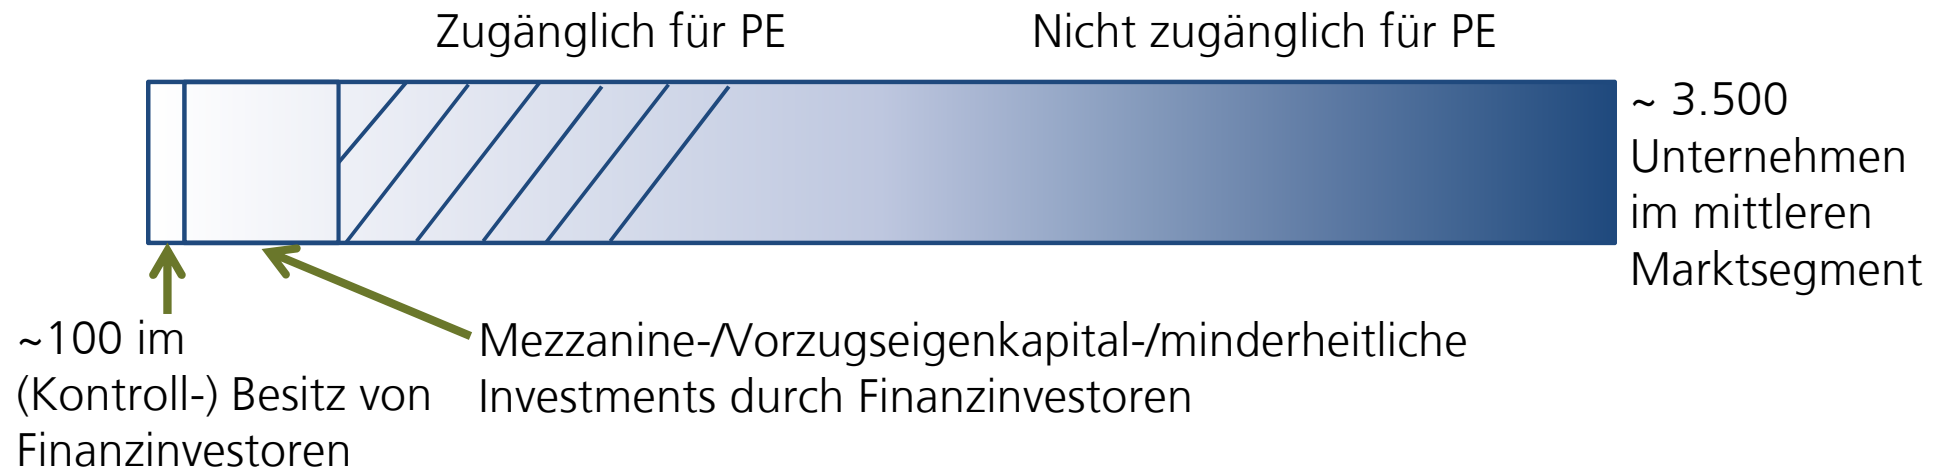 Zugänglich für PE
Nicht zugänglich für PE
~ 3.500
Unternehmen
im mittleren
Marktsegment
~100 im
(Kontroll-) Besitz von
Finanzinvestoren
Mezzanine-/Vorzugseigenkapital-/minderheitliche
Investments durch Finanzinvestoren